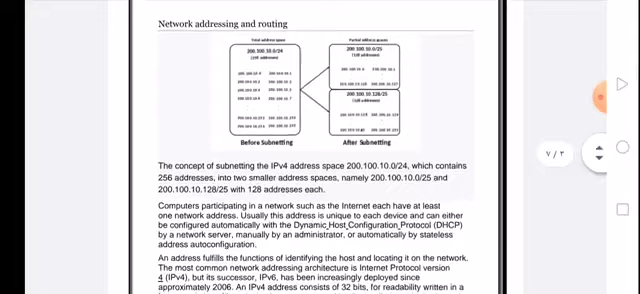 Network addressing and routing
Total address space
Partial address spaces
200.100.10.0/24
200.100.10.0/25
200.100.10.128/25
Before Subnetting
After Subnetting
The concept of subnetting the IPv4 address space 200.100.10.0/24, which contains
256 addresses, into two smaller address spaces, namely 200.100.10.0/25 and
200.100.10.128/25 with 128 addresses each.
Computers participating in a network such as the Internet each have at least
one network address. Usually this address is unique to each device and can either
be configured automatically with the Dynamic Host Configuration Protocol (DHCP)
by a network server, manually by an administrator, or automatically by stateless
address autoconfiguration.
An address fulfills the functions of identifying the host and locating it on the network.
The most common network addressing architecture is Internet Protocol version
4 (IPv4), but its successor, IPv6, has been increasingly deployed since
approximately 2006. An IPv4 address consists of 32 bits, for readability written in a
٧ / ٣